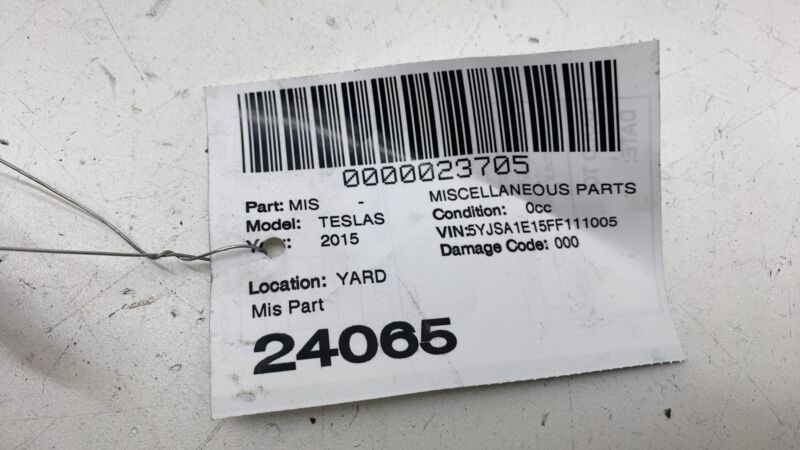 0000023705
Part: MIS - MISCELLANEOUS PARTS
Model: TESLAS Condition: 0cc
2015 VIN:5YJSA1E15FF111005
Damage Code: 000
Location: YARD
Mis Part
24065
DATE: